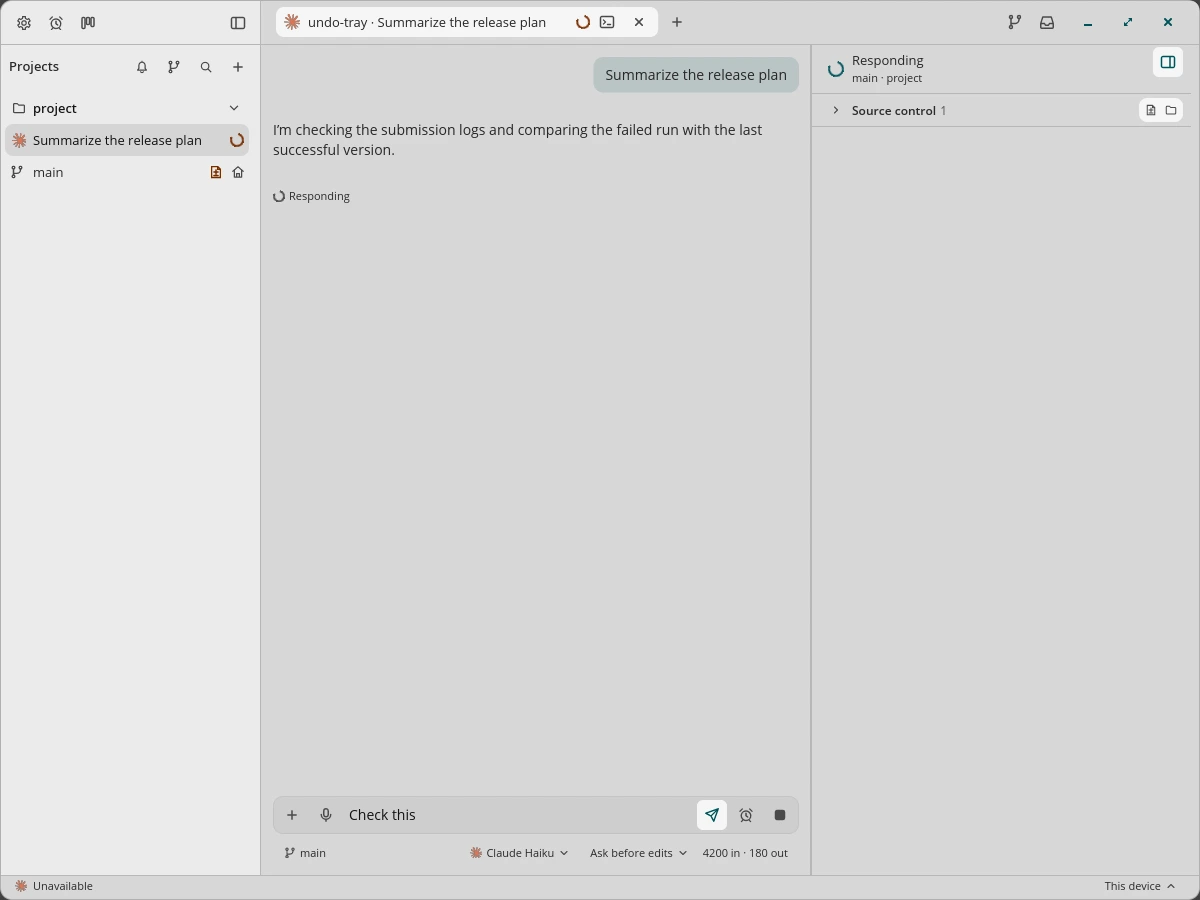 undo-tray · Summarize the release plan
Projects
project
Summarize the release plan
main
Summarize the release plan
I'm checking the submission logs and comparing the failed run with the last
successful version.
Responding
Check this
main
Claude Haiku
Ask before edits
4200 in · 180 out
Responding
main · project
Source control 1
Unavailable
This device